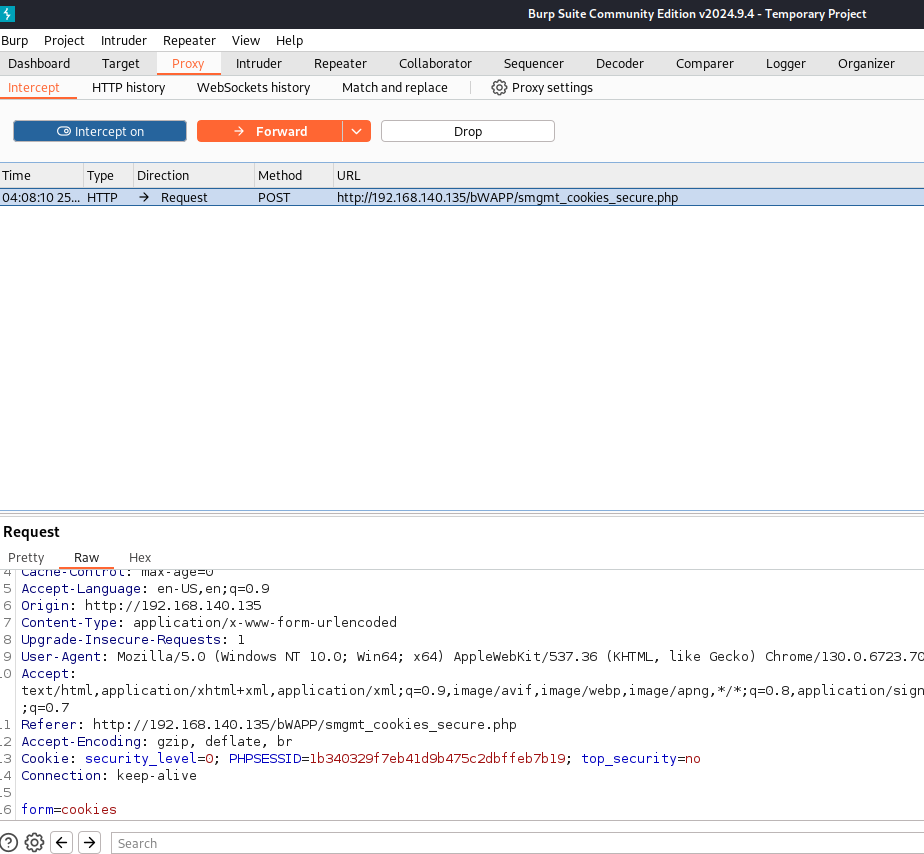 Burp Suite Community Edition v2024.9.4 - Temporary Project
Burp Project Intruder Repeater View Help
Dashboard Target Proxy Intruder Repeater Collaborator Sequencer Decoder Comparer Logger Organizer
Intercept HTTP history WebSockets history Match and replace Proxy settings
Intercept on Forward Drop
Time Type Direction Method URL
04:08:10 25... HTTP → Request POST http://192.168.140.135/bWAPP/smgmt_cookies_secure.php
Request
Pretty Raw Hex
4 Cache-Control: max-age=0
5 Accept-Language: en-US,en;q=0.9
6 Origin: http://192.168.140.135
7 Content-Type: application/x-www-form-urlencoded
8 Upgrade-Insecure-Requests: 1
9 User-Agent: Mozilla/5.0 (Windows NT 10.0; Win64; x64) AppleWebKit/537.36 (KHTML, like Gecko) Chrome/130.0.6723.70
10 Accept:
text/html,application/xhtml+xml,application/xml;q=0.9,image/avif,image/webp,image/apng,*/*;q=0.8,application/sign
;q=0.7
11 Referer: http://192.168.140.135/bWAPP/smgmt_cookies_secure.php
12 Accept-Encoding: gzip, deflate, br
13 Cookie: security_level=0; PHPSESSID=1b340329f7eb41d9b475c2dbffeb7b19; top_security=no
14 Connection: keep-alive
15
16 form=cookies
Search